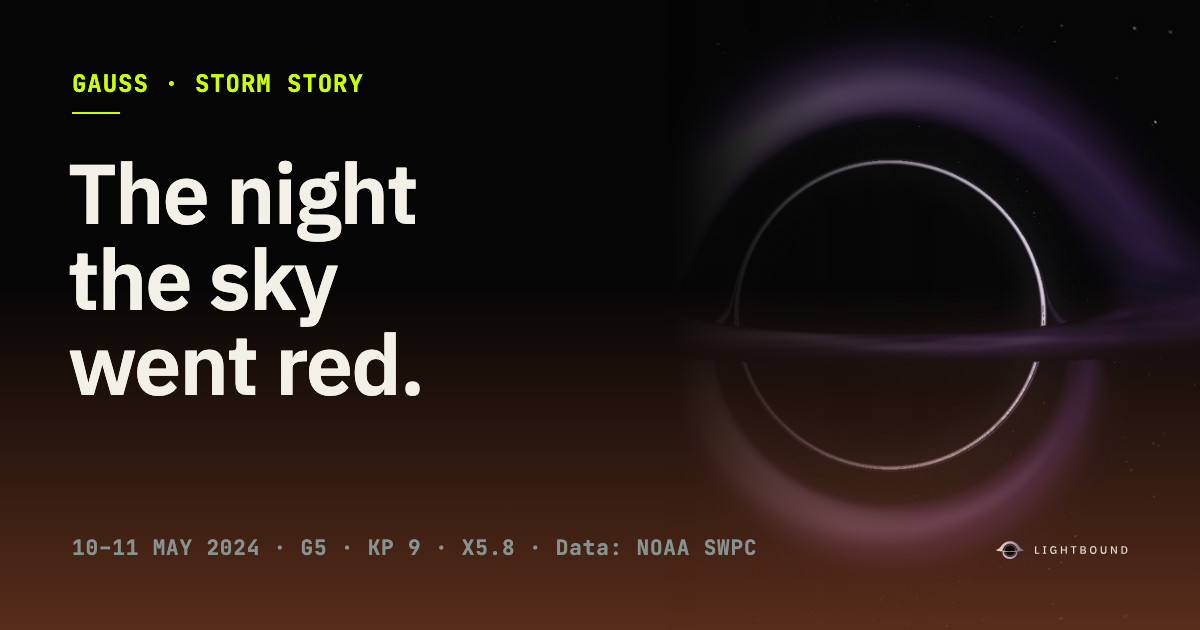 GAUSS · STORM STORY
The night
the sky
went red.
10–11 MAY 2024 · G5 · KP 9 · X5.8 · Data: NOAA SWPC
LIGHTBOUND